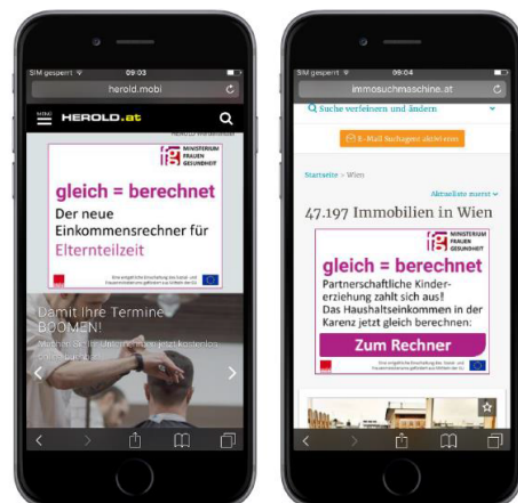 SIM gesperrt 09:03
herold.mobi
MENÜ
HEROLD.at
MINISTERIUM
FRAUEN
GESUNDHEIT
gleich = berechnet
Der neue
Einkommensrechner für
Elternteilzeit
Damit Ihre Termine
BOOMEN!
SIM gesperrt 09:04
immosuchmaschine.at
Suche verfeinern und ändern
E-Mail Suchagent aktivieren
Startseite > Wien
Aktuellste zuerst
47.197 Immobilien in Wien
MINISTERIUM
FRAUEN
GESUNDHEIT
gleich = berechnet
Partnerschaftliche Kinder-
erziehung zahlt sich aus!
Das Haushaltseinkommen in der
Karenz jetzt gleich berechnen:
Zum Rechner